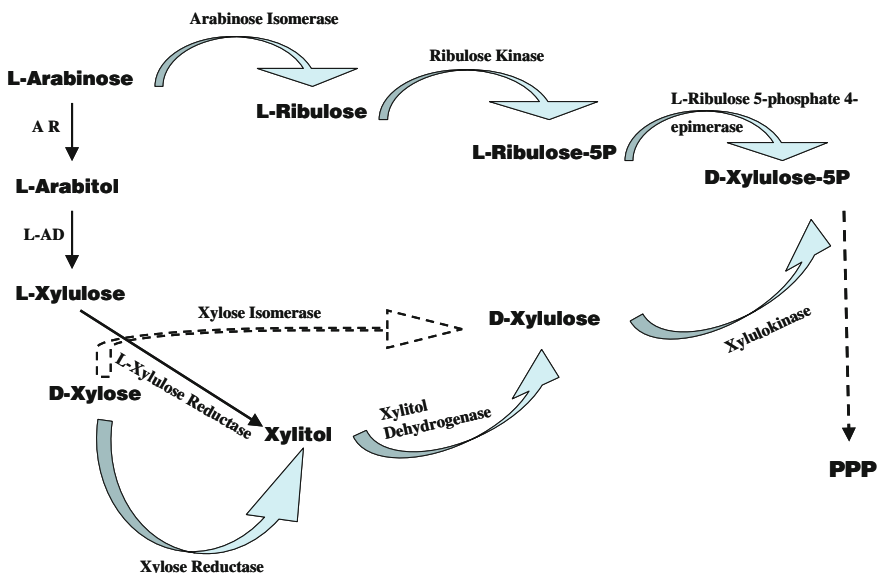 Arabinose Isomerase
L-Arabinose
Ribulose Kinase
L-Ribulose
L-Ribulose 5-phosphate 4-
epimerase
A R
L-Ribulose-5P
D-Xylulose-5P
L-Arabitol
L-AD
L-Xylulose
Xylose Isomerase
D-Xylulose
Xylulokinase
L-Xylulose Reductase
D-Xylose
Xylitol
Xylitol
Dehydrogenase
PPP
Xylose Reductase